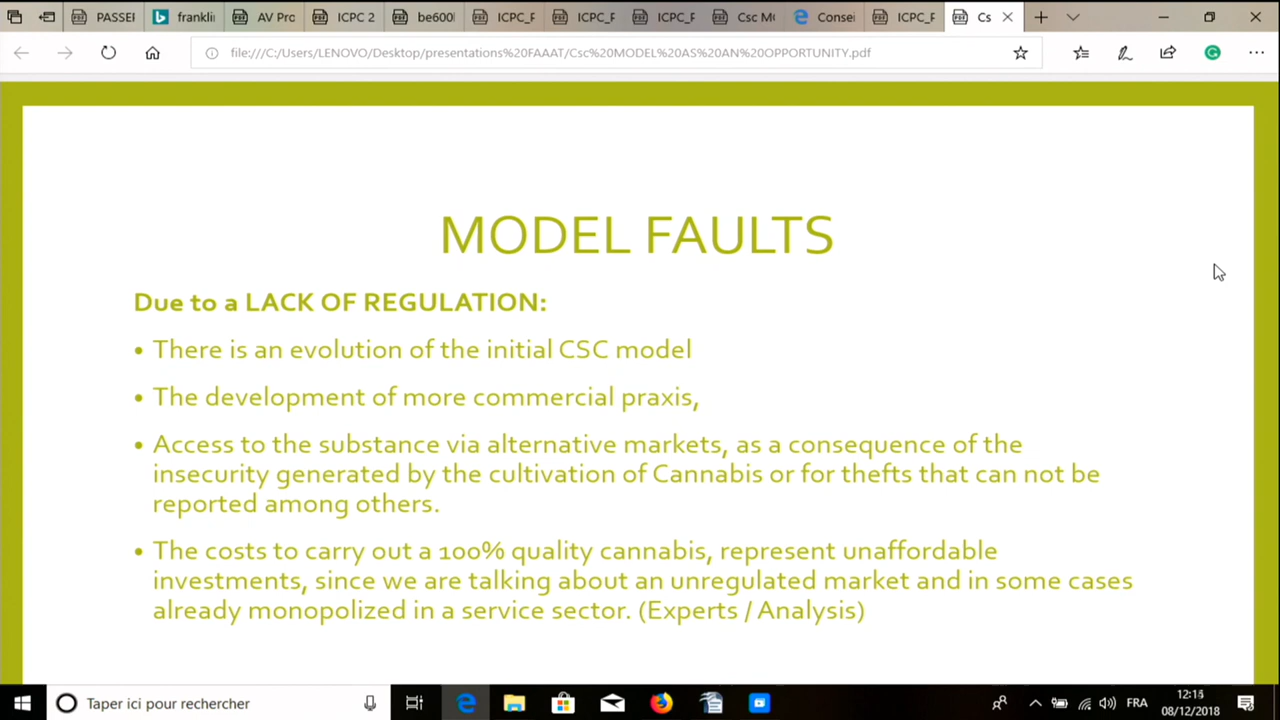 PASSEF
frankli
AV Pro
ICPC 2
be600
ICPC_F
ICPC_F
ICPC_F
Csc M
Consei
ICPC_F
Cs
file:///C:/Users/LENOVO/Desktop/presentations%20FAAAT/Csc%20MODEL%20AS%20AN%20OPPORTUNITY.pdf
MODEL FAULTS
Due to a LACK OF REGULATION:
• There is an evolution of the initial CSC model
• The development of more commercial praxis,
• Access to the substance via alternative markets, as a consequence of the
insecurity generated by the cultivation of Cannabis or for thefts that can not be
reported among others.
• The costs to carry out a 100% quality cannabis, represent unaffordable
investments, since we are talking about an unregulated market and in some cases
already monopolized in a service sector. (Experts / Analysis)
Taper ici pour rechercher
FRA
08/12/2018